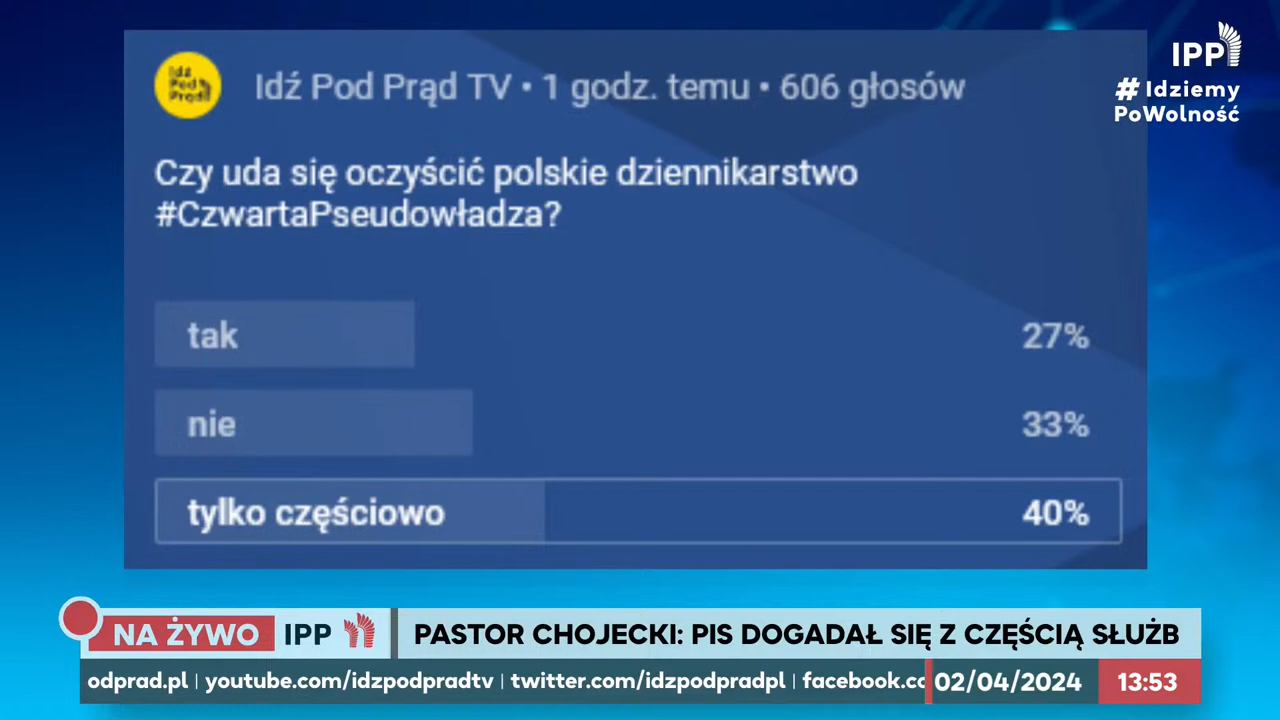 IPP
#Idziemy
PoWolność
Idź Pod Prąd
Idź Pod Prąd TV • 1 godz. temu • 606 głosów
Czy uda się oczyścić polskie dziennikarstwo
#CzwartaPseudowładza?
tak 27%
nie 33%
tylko częściowo 40%
NA ŻYWO IPP PASTOR CHOJECKI: PIS DOGADAŁ SIĘ Z CZĘŚCIĄ SŁUŻB
odprad.pl | youtube.com/idzpodpradtv | twitter.com/idzpodpradpl | facebook.co 02/04/2024 13:53